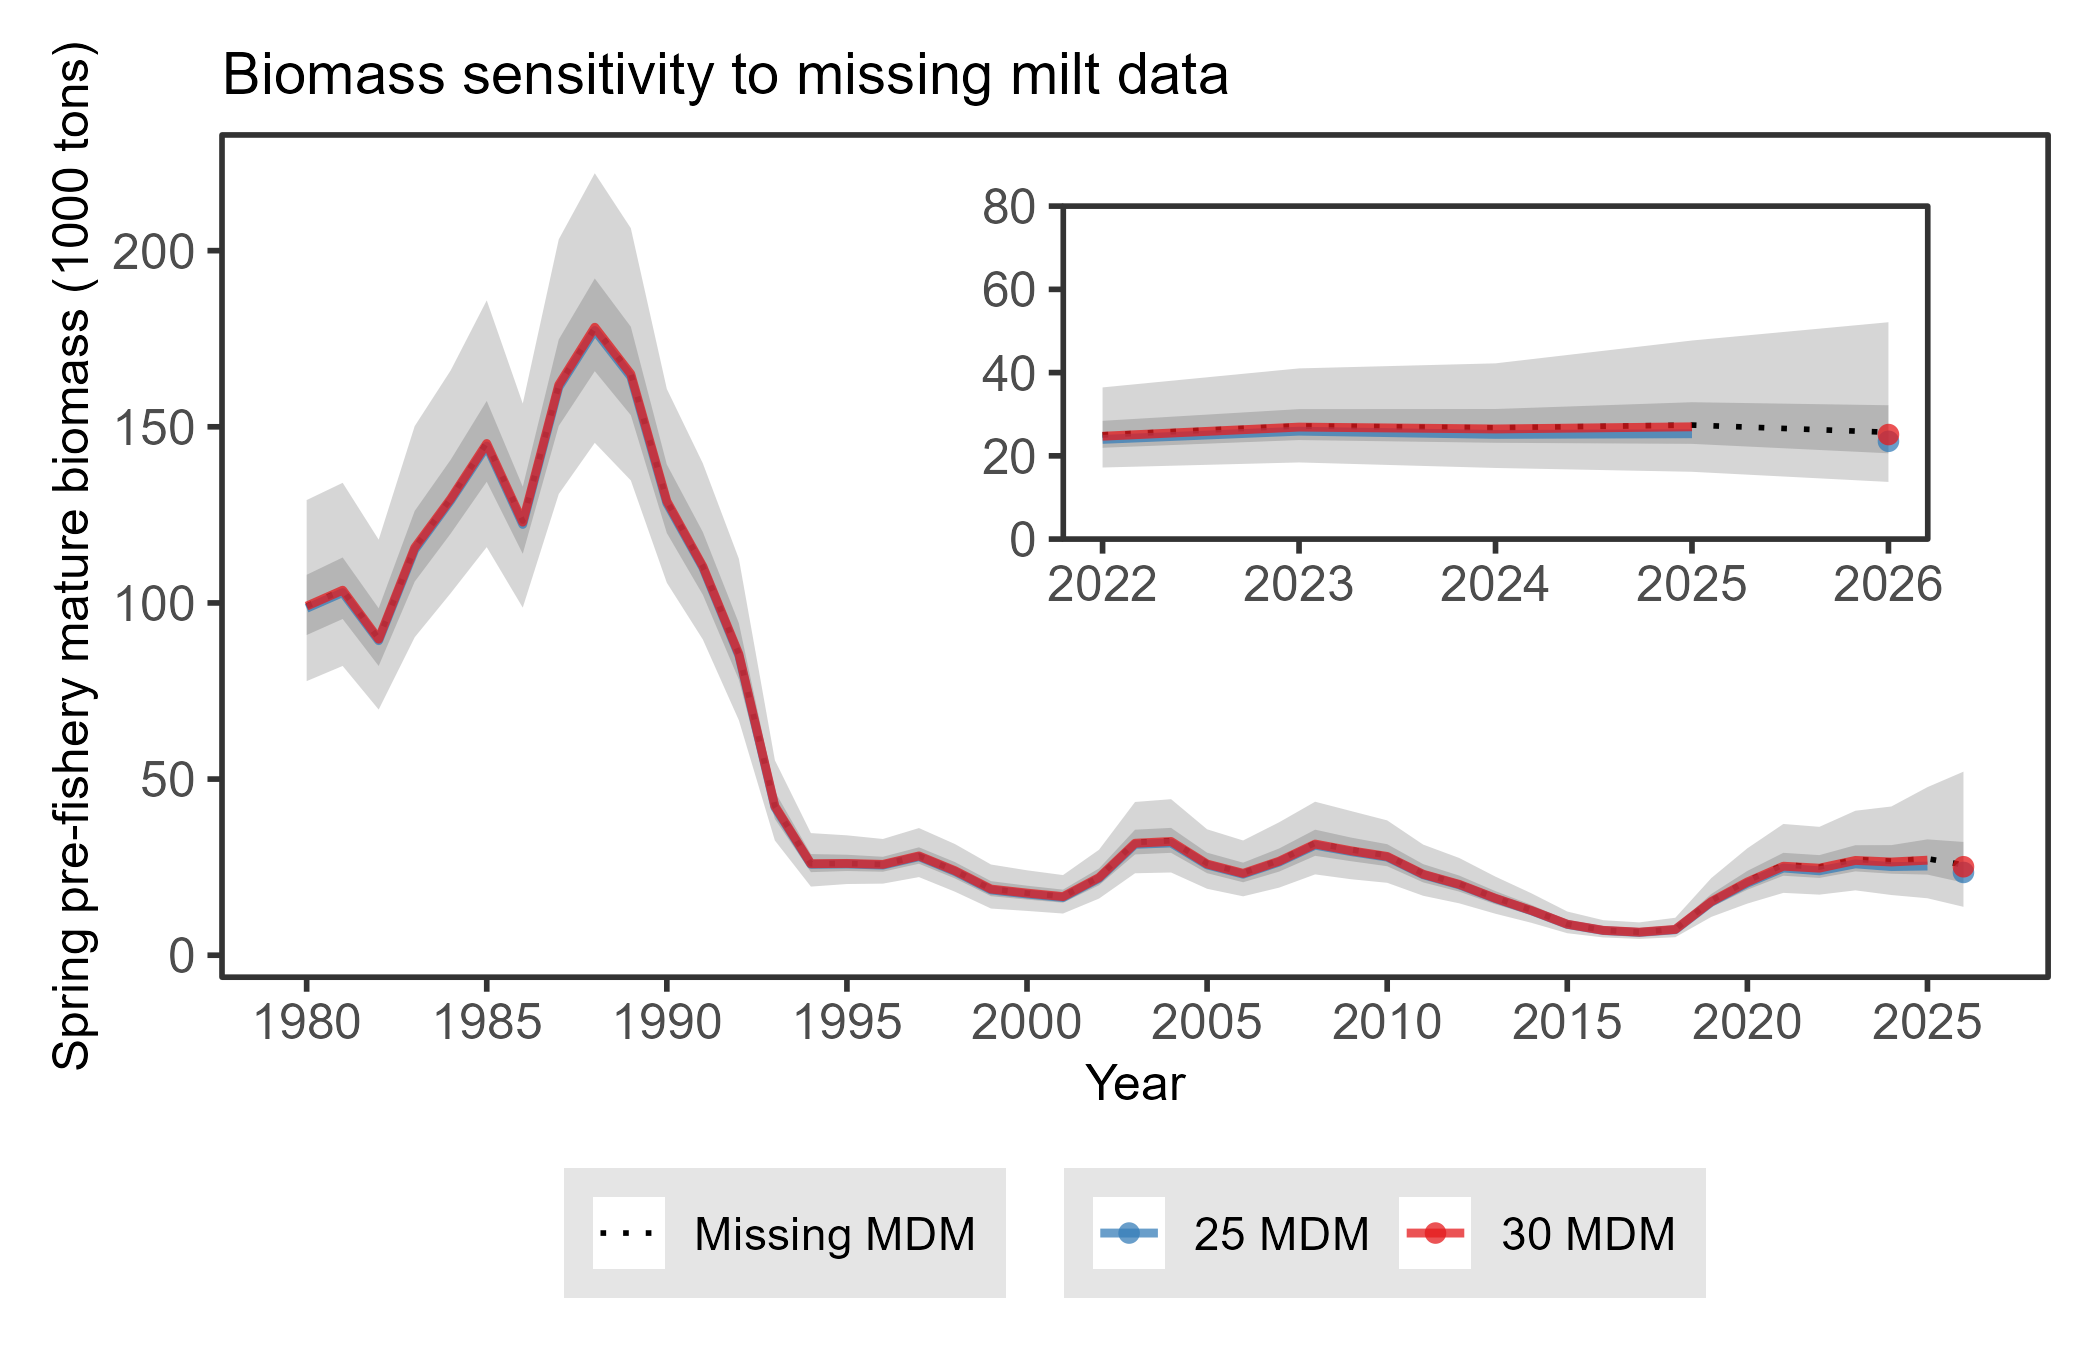 Biomass sensitivity to missing milt data
Spring pre-fishery mature biomass (1000 tons)
200
150
100
50
0
80
60
40
20
0
2022 2023 2024 2025 2026
1980 1985 1990 1995 2000 2005 2010 2015 2020 2025
Year
Missing MDM 25 MDM 30 MDM